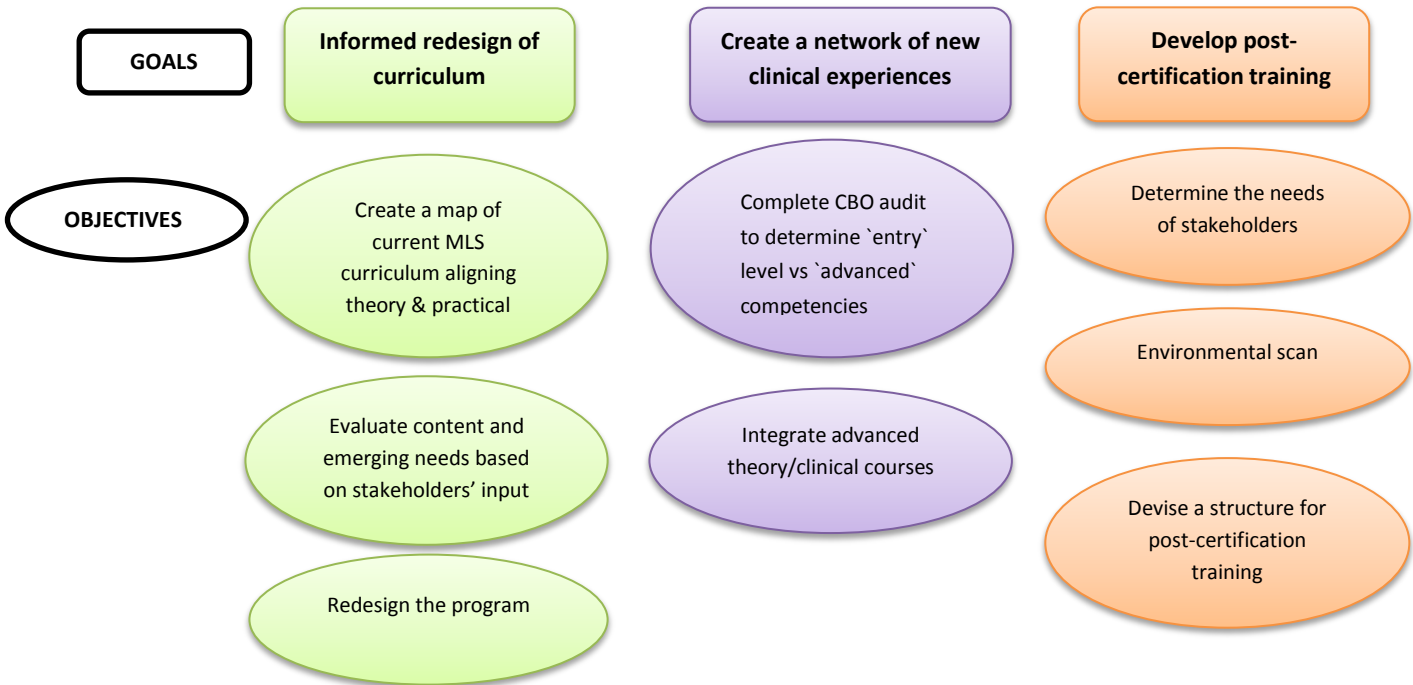 GOALS
Informed redesign of
curriculum
Create a network of new
clinical experiences
Develop post-
certification training
OBJECTIVES
Create a map of
current MLS
curriculum aligning
theory & practical
Complete CBO audit
to determine `entry`
level vs `advanced`
competencies
Determine the needs
of stakeholders
Evaluate content and
emerging needs based
on stakeholders’ input
Integrate advanced
theory/clinical courses
Environmental scan
Redesign the program
Devise a structure for
post-certification
training